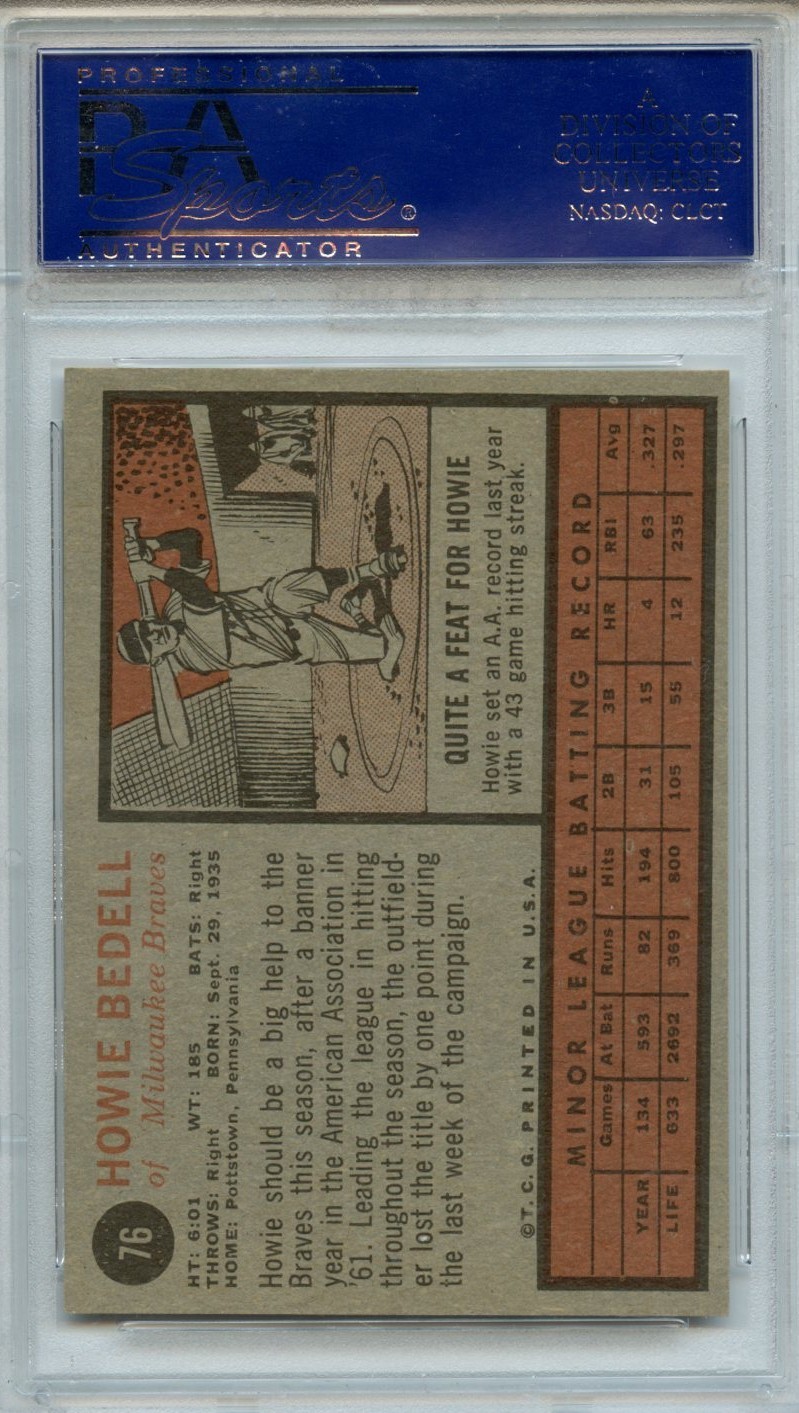 PROFESSIONAL
PSA
Sports®
AUTHENTICATOR
A
DIVISION OF
COLLECTORS
UNIVERSE
NASDAQ: CLCT
76
HOWIE BEDELL
of Milwaukee Braves
HT: 6:01 WT: 185 BATS: Right
THROWS: Right BORN: Sept. 29, 1935
HOME: Pottstown, Pennsylvania
Howie should be a big help to the
Braves this season, after a banner
year in the American Association in
'61. Leading the league in hitting
throughout the season, the outfield-
er lost the title by one point during
the last week of the campaign.
©T.C.G. PRINTED IN U.S.A.
QUITE A FEAT FOR HOWIE
Howie set an A.A. record last year
with a 43 game hitting streak.
MINOR LEAGUE BATTING RECORD
Games At Bat Runs Hits 2B 3B HR RBI Avg
YEAR 134 593 82 194 31 15 4 63 .327
LIFE 633 2692 369 800 105 55 12 235 .297